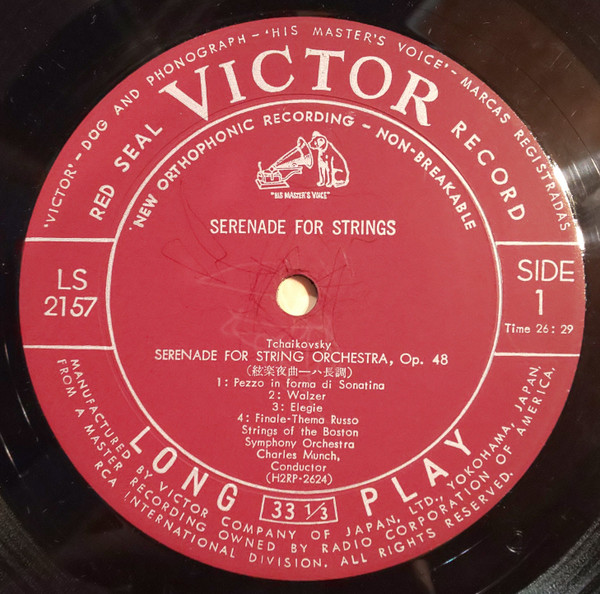 'VICTOR' – DOG AND PHONOGRAPH – 'HIS MASTER'S VOICE' – MARCAS REGISTRADAS
RED SEAL VICTOR RECORD
NEW ORTHOPHONIC RECORDING – NON-BREAKABLE
"HIS MASTER'S VOICE"
SERENADE FOR STRINGS
LS
2157
SIDE
1
Time 26 : 29
Tchaikovsky
SERENADE FOR STRING ORCHESTRA, Op. 48
(絃楽夜曲―ハ長調)
1 : Pezzo in forma di Sonatina
2 : Walzer
3 : Elegie
4 : Finale-Thema Russo
Strings of the Boston
Symphony Orchestra
Charles Munch,
Conductor
(H2RP-2624)
LONG 33 1/3 PLAY
MANUFACTURED BY VICTOR COMPANY OF JAPAN, LTD., YOKOHAMA, JAPAN,
FROM A MASTER RECORDING OWNED BY RADIO CORPORATION OF AMERICA.
RCA INTERNATIONAL DIVISION. ALL RIGHTS RESERVED.